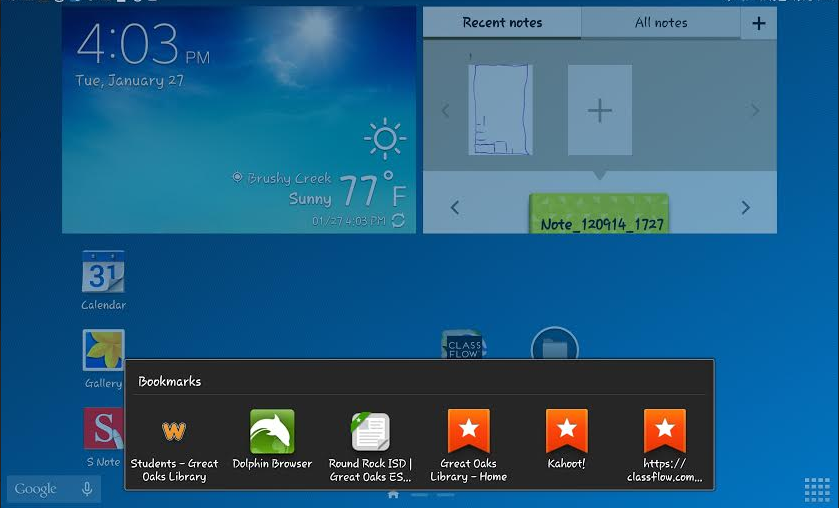 4:03 PM
Tue, January 27
Brushy Creek
Sunny
77°F
01/27 4:03 PM
Recent notes
All notes
+
+
Note_120914_1727
31
Calendar
Gallery
S
S Note
CLASS
FLOW
Bookmarks
W
Students - Great
Oaks Library
Dolphin Browser
Round Rock ISD |
Great Oaks ES...
Great Oaks
Library - Home
Kahoot!
https://
classflow.com...
Google